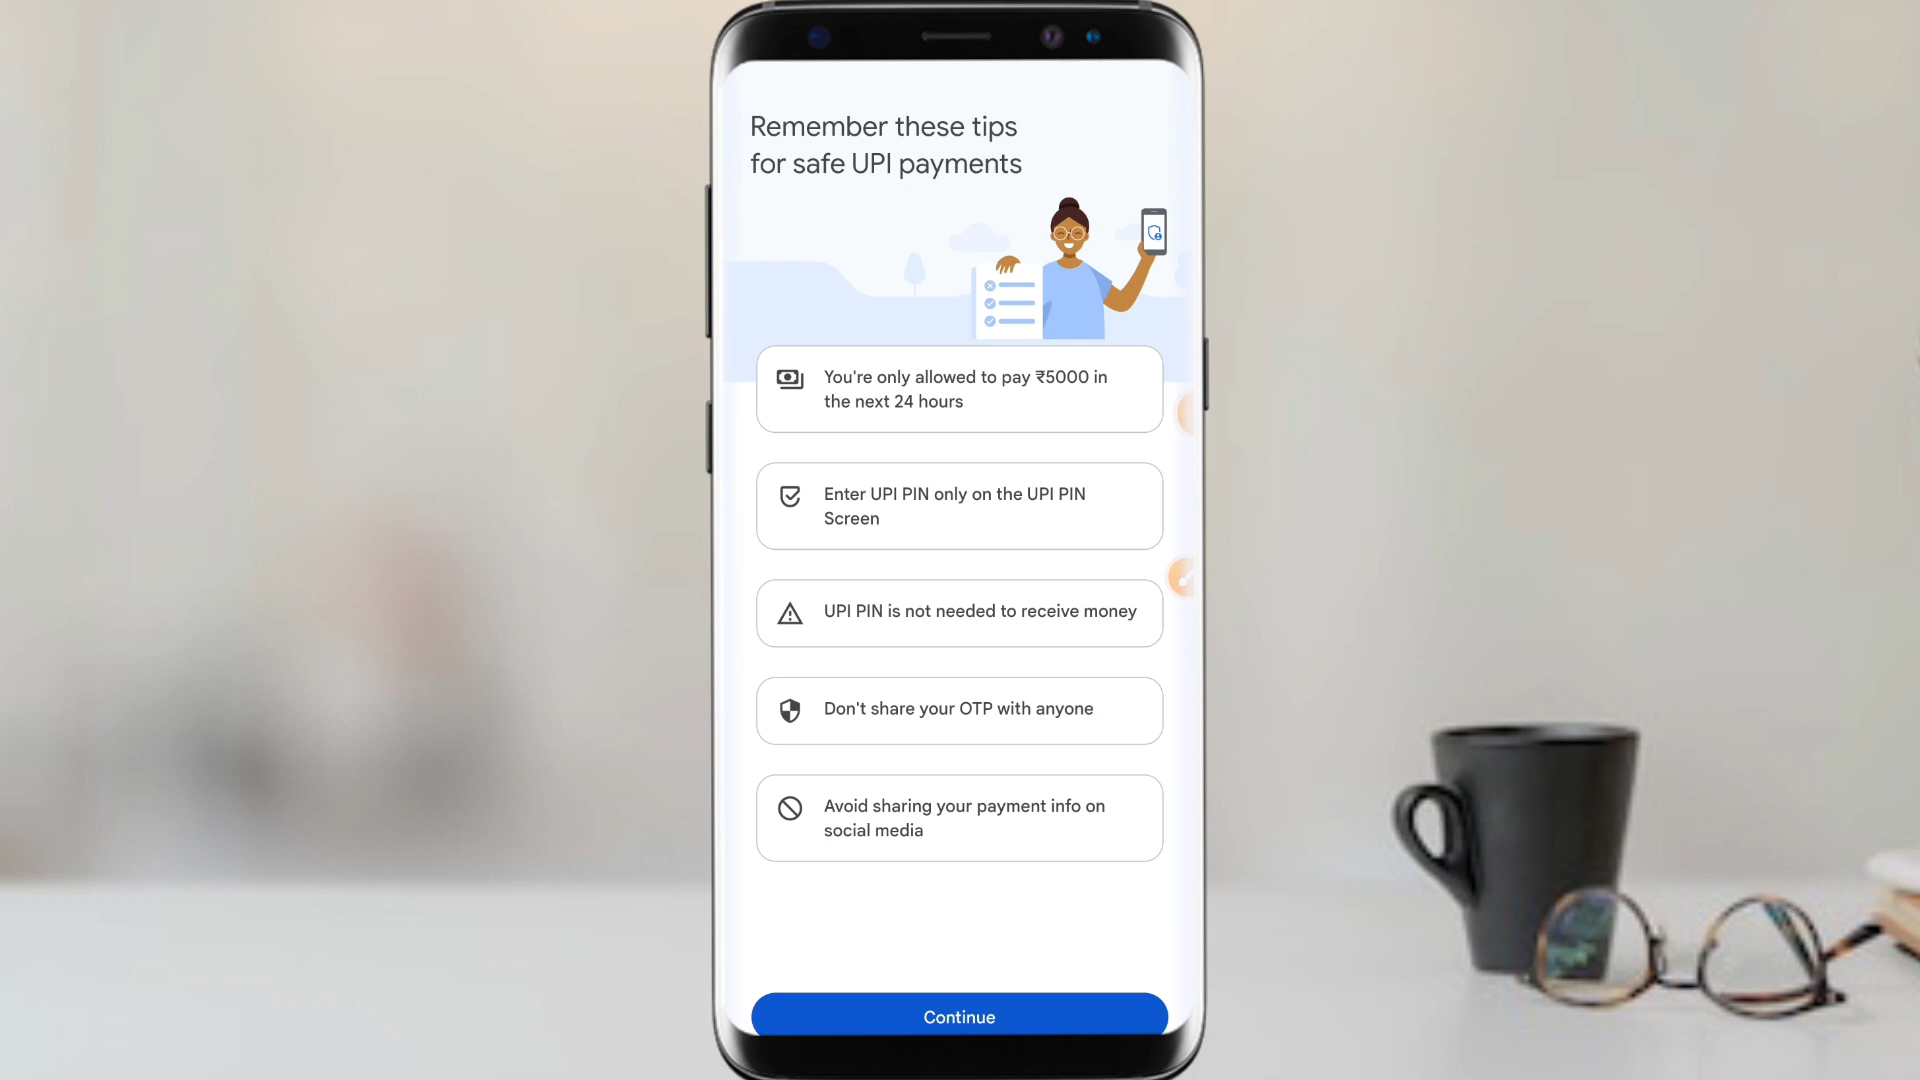 Remember these tips
for safe UPI payments
You're only allowed to pay ₹5000 in
the next 24 hours
Enter UPI PIN only on the UPI PIN
Screen
UPI PIN is not needed to receive money
Don't share your OTP with anyone
Avoid sharing your payment info on
social media
Continue